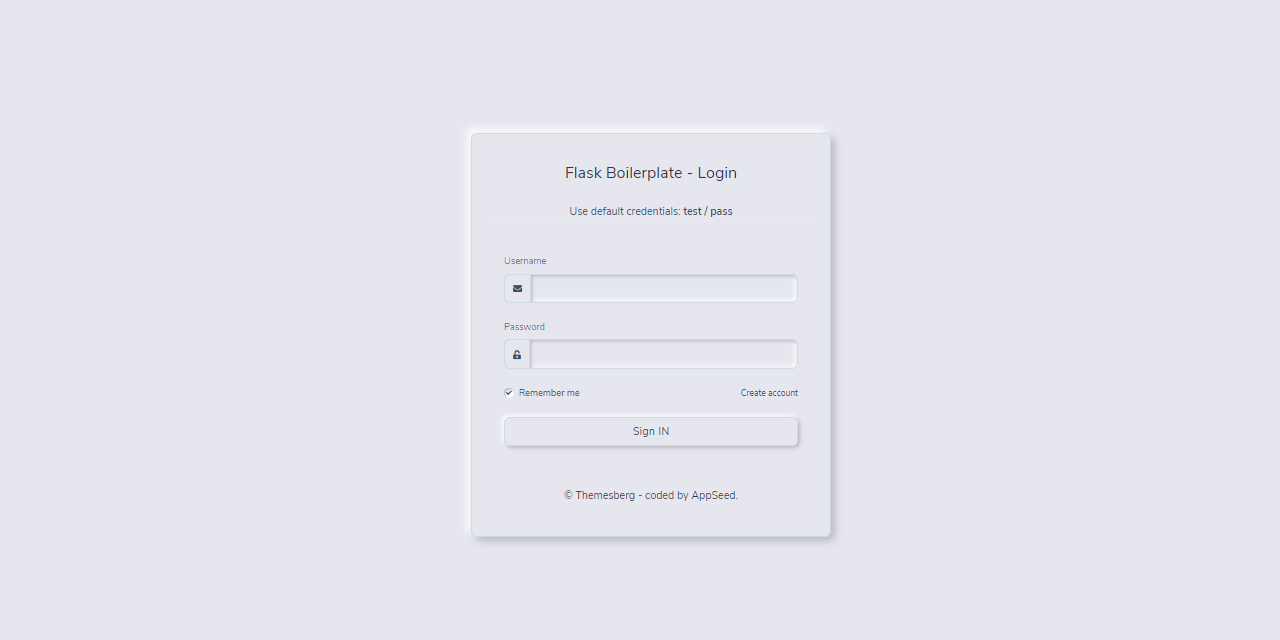 Flask Boilerplate - Login
Use default credentials: test / pass
Username
Password
Remember me
Create account
Sign IN
© Themesberg - coded by AppSeed.